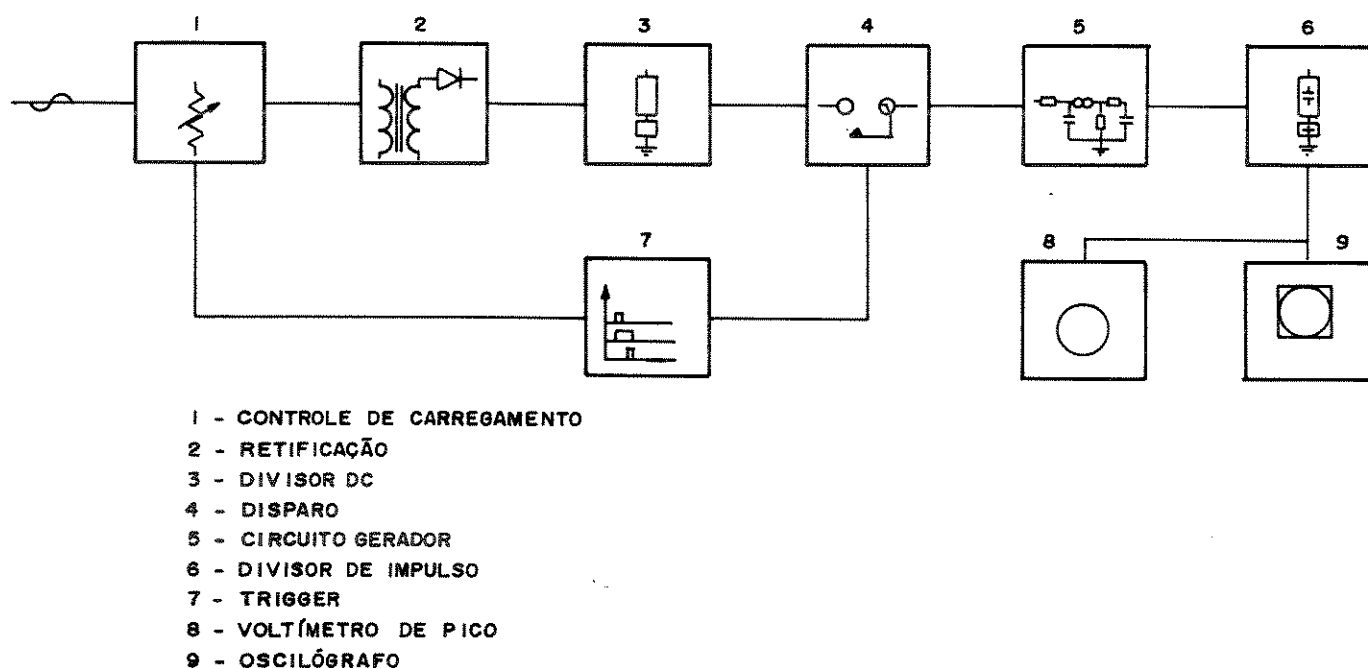 1 2 3 4 5 6
7 8 9
1 - CONTROLE DE CARREGAMENTO
2 - RETIFICAÇÃO
3 - DIVISOR DC
4 - DISPARO
5 - CIRCUITO GERADOR
6 - DIVISOR DE IMPULSO
7 - TRIGGER
8 - VOLTÍMETRO DE PICO
9 - OSCILÓGRAFO